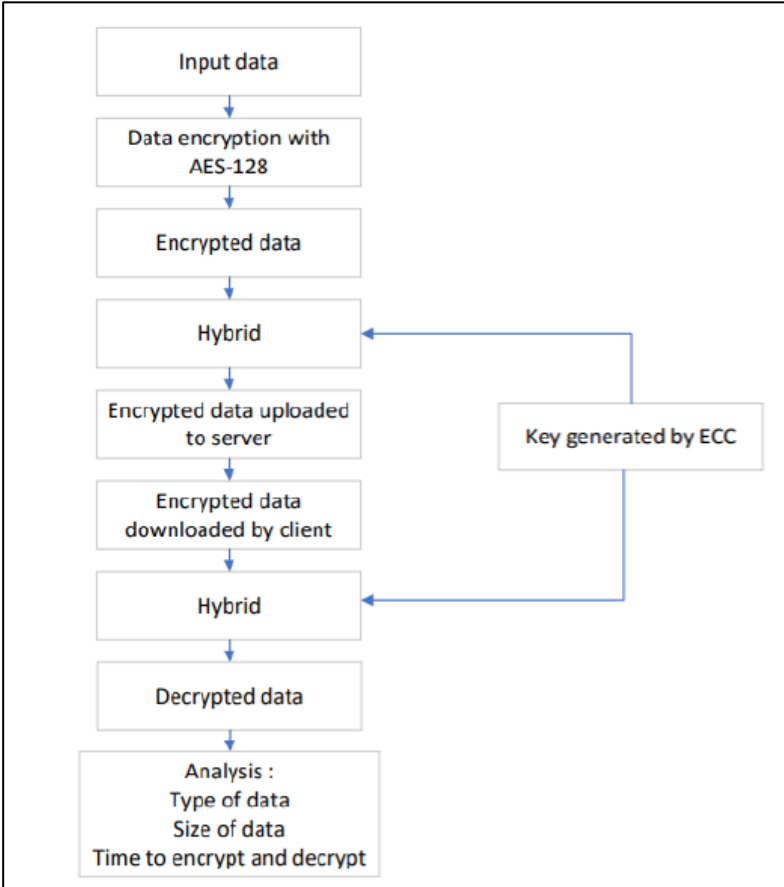 Input data
Data encryption with
AES-128
Encrypted data
Hybrid
Encrypted data uploaded
to server
Key generated by ECC
Encrypted data
downloaded by client
Hybrid
Decrypted data
Analysis :
Type of data
Size of data
Time to encrypt and decrypt